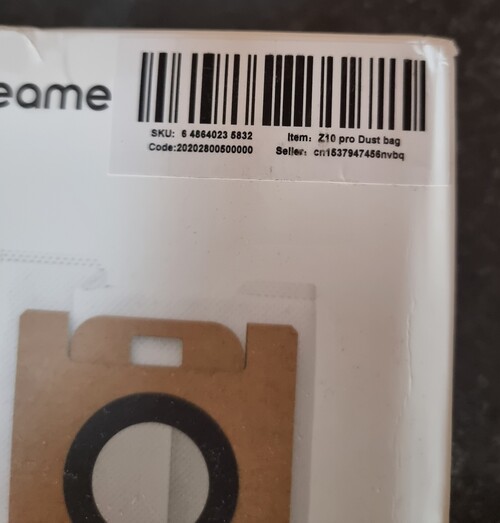 eame
SKU: 6 4864023 5832 Item: Z10 pro Dust bag
Code:20202800500000 Seller: cn1537947456nvbq